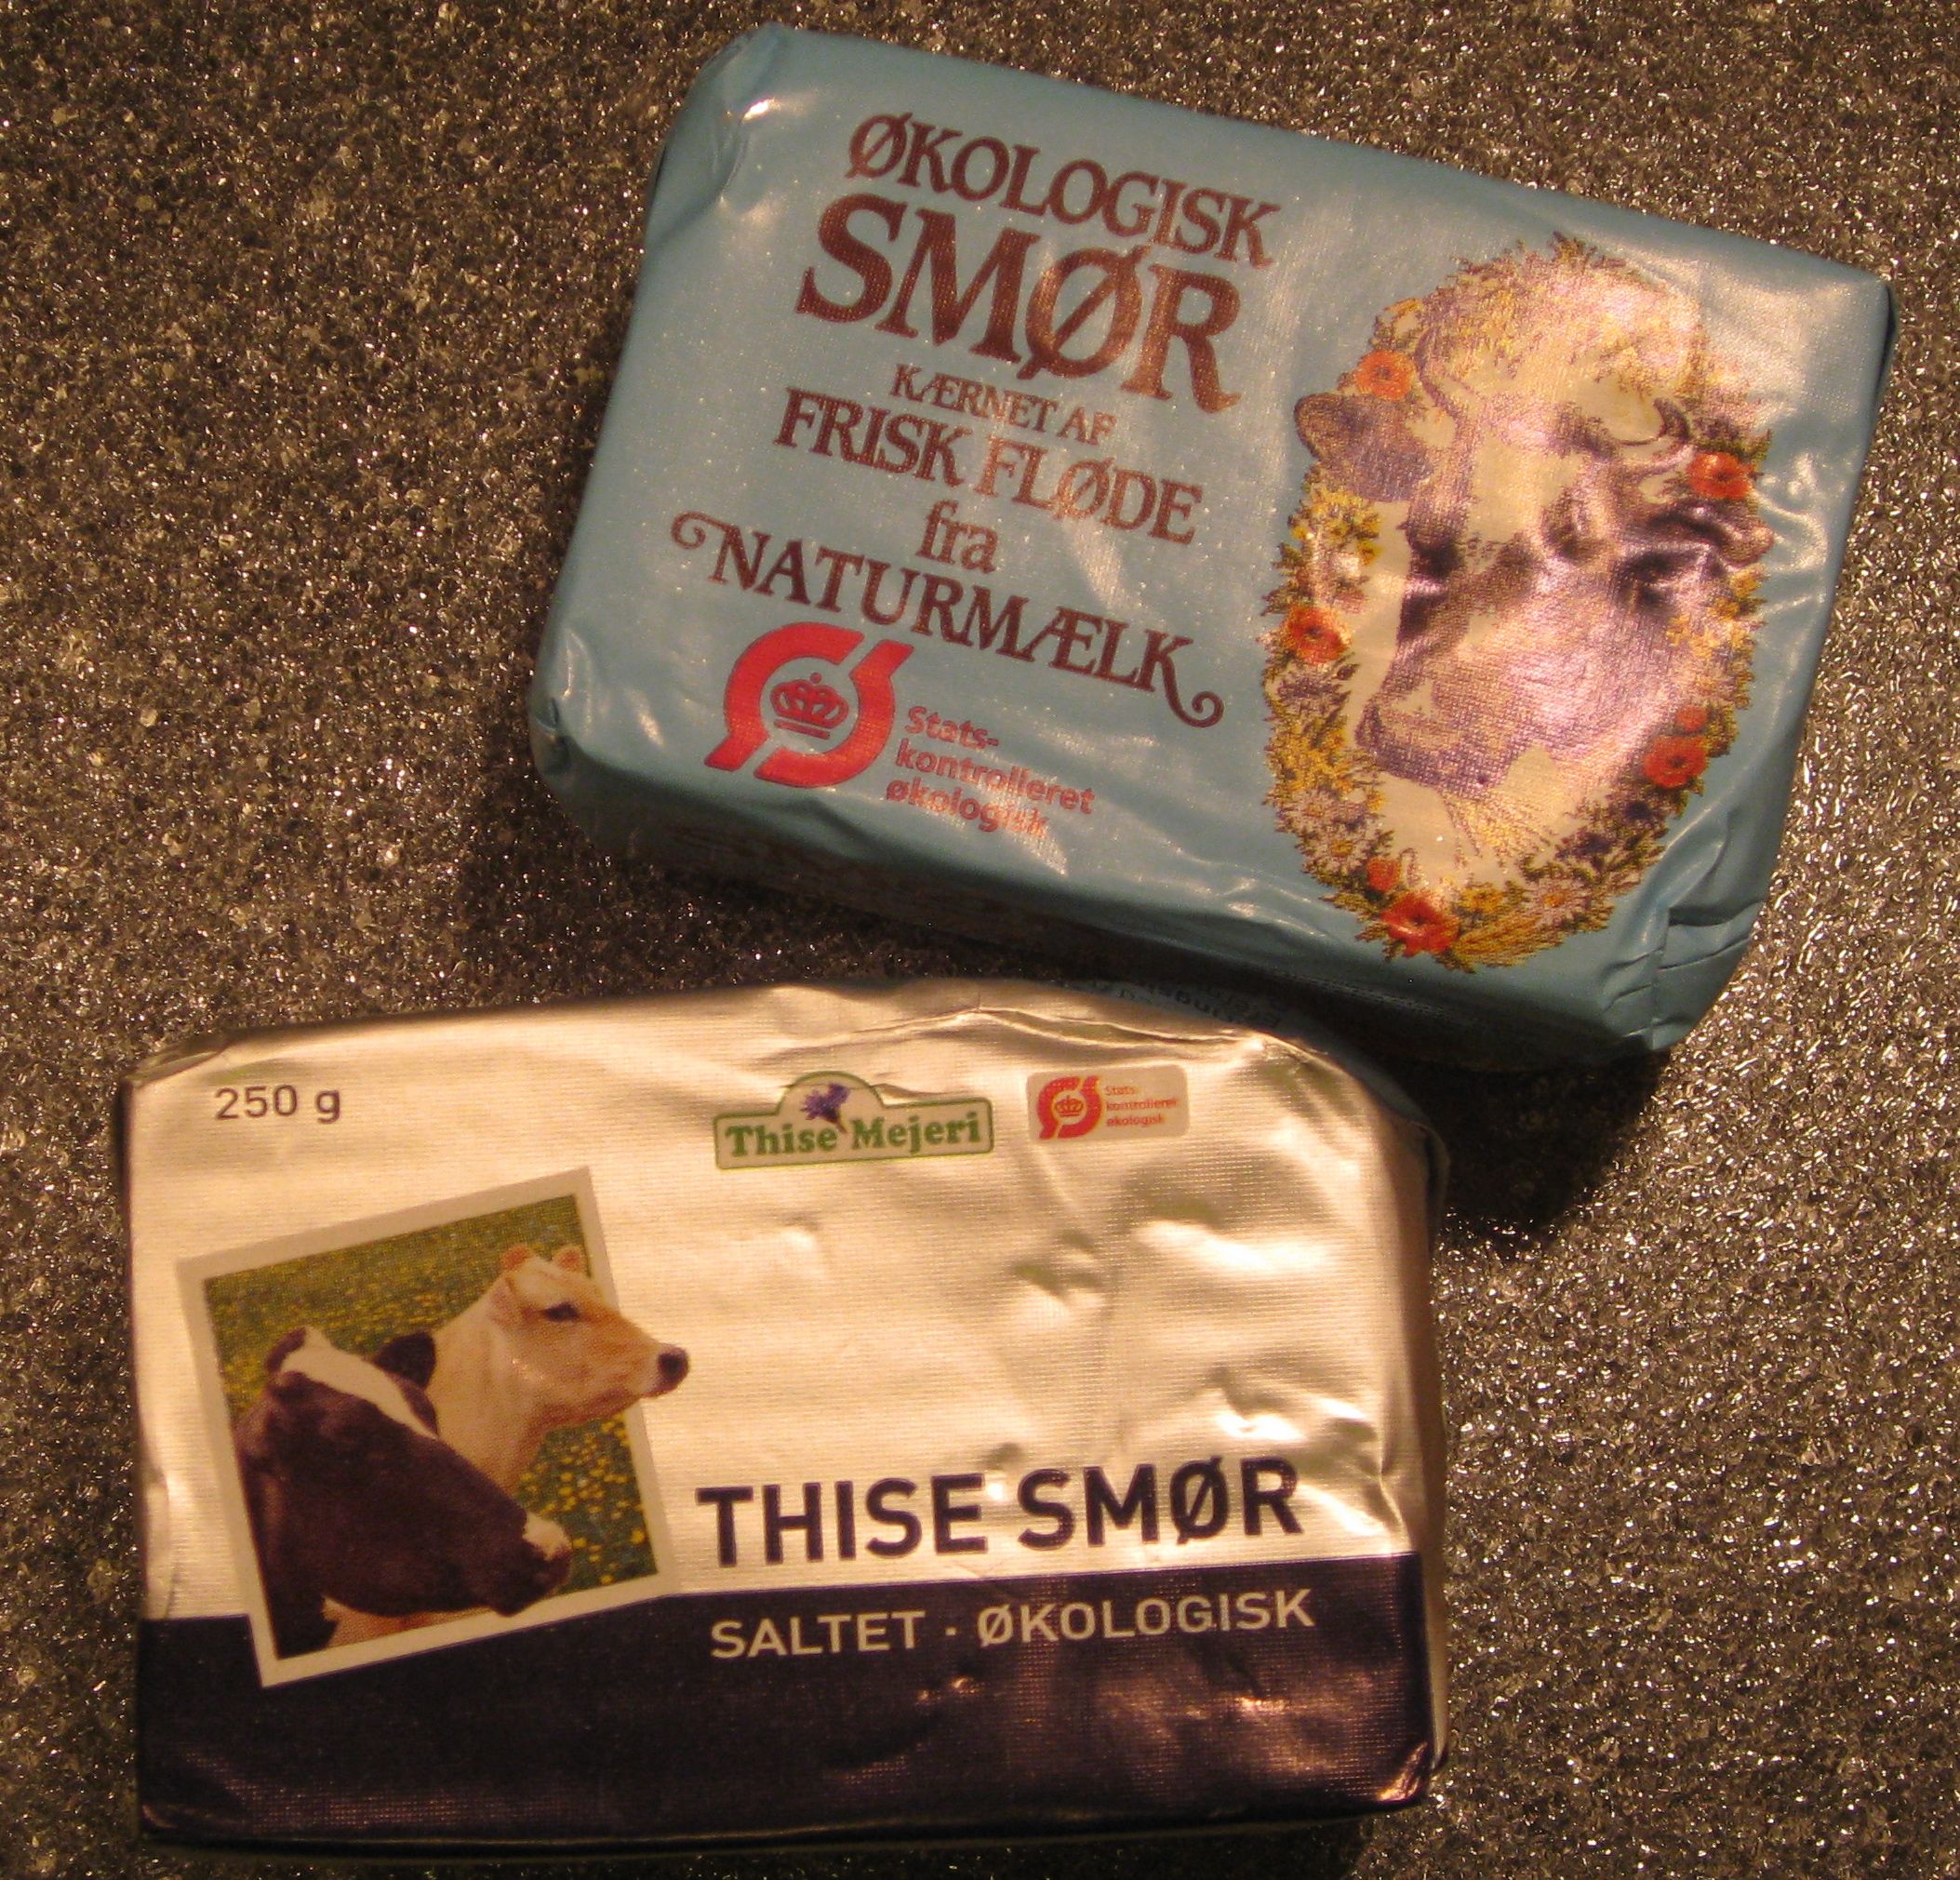 ØKOLOGISK
SMØR
KÆRNET AF
FRISK FLØDE
fra
NATURMÆLK
Stats-
kontrolleret
økologisk
250 g
Thise Mejeri
Stats-
kontrolleret
økologisk
THISE SMØR
SALTET · ØKOLOGISK